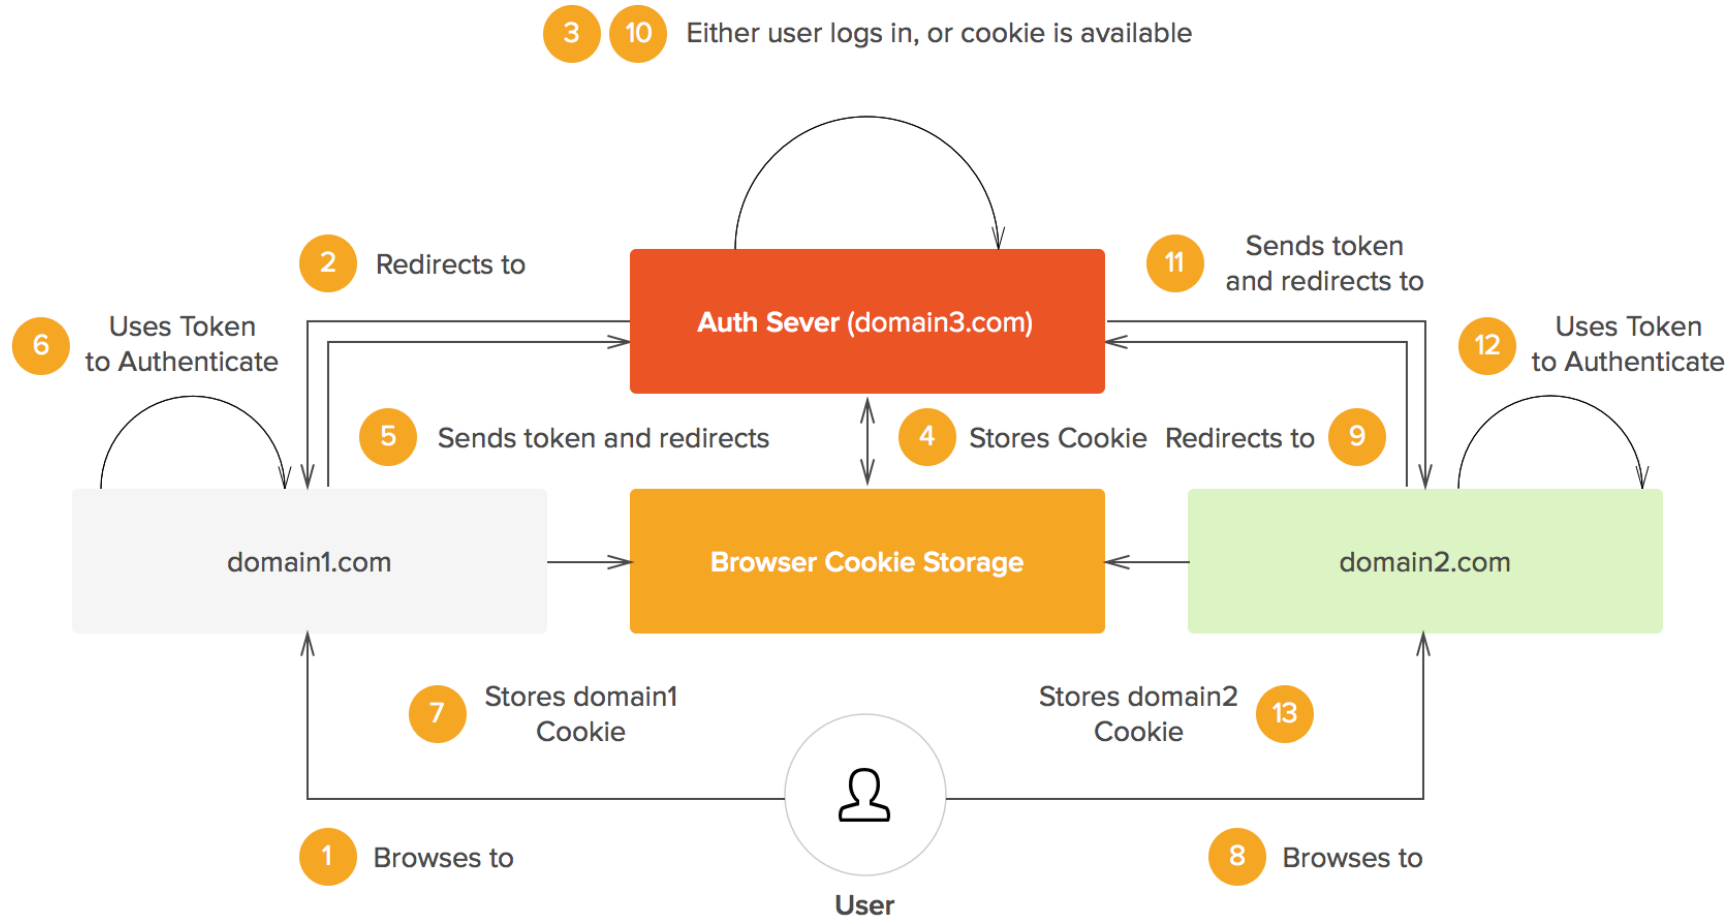 3 10 Either user logs in, or cookie is available
2 Redirects to
11 Sends token
and redirects to
6 Uses Token
to Authenticate
Auth Sever (domain3.com)
12 Uses Token
to Authenticate
5 Sends token and redirects
4 Stores Cookie
Redirects to 9
domain1.com
Browser Cookie Storage
domain2.com
7 Stores domain1
Cookie
Stores domain2 13
Cookie
1 Browses to
8 Browses to
User